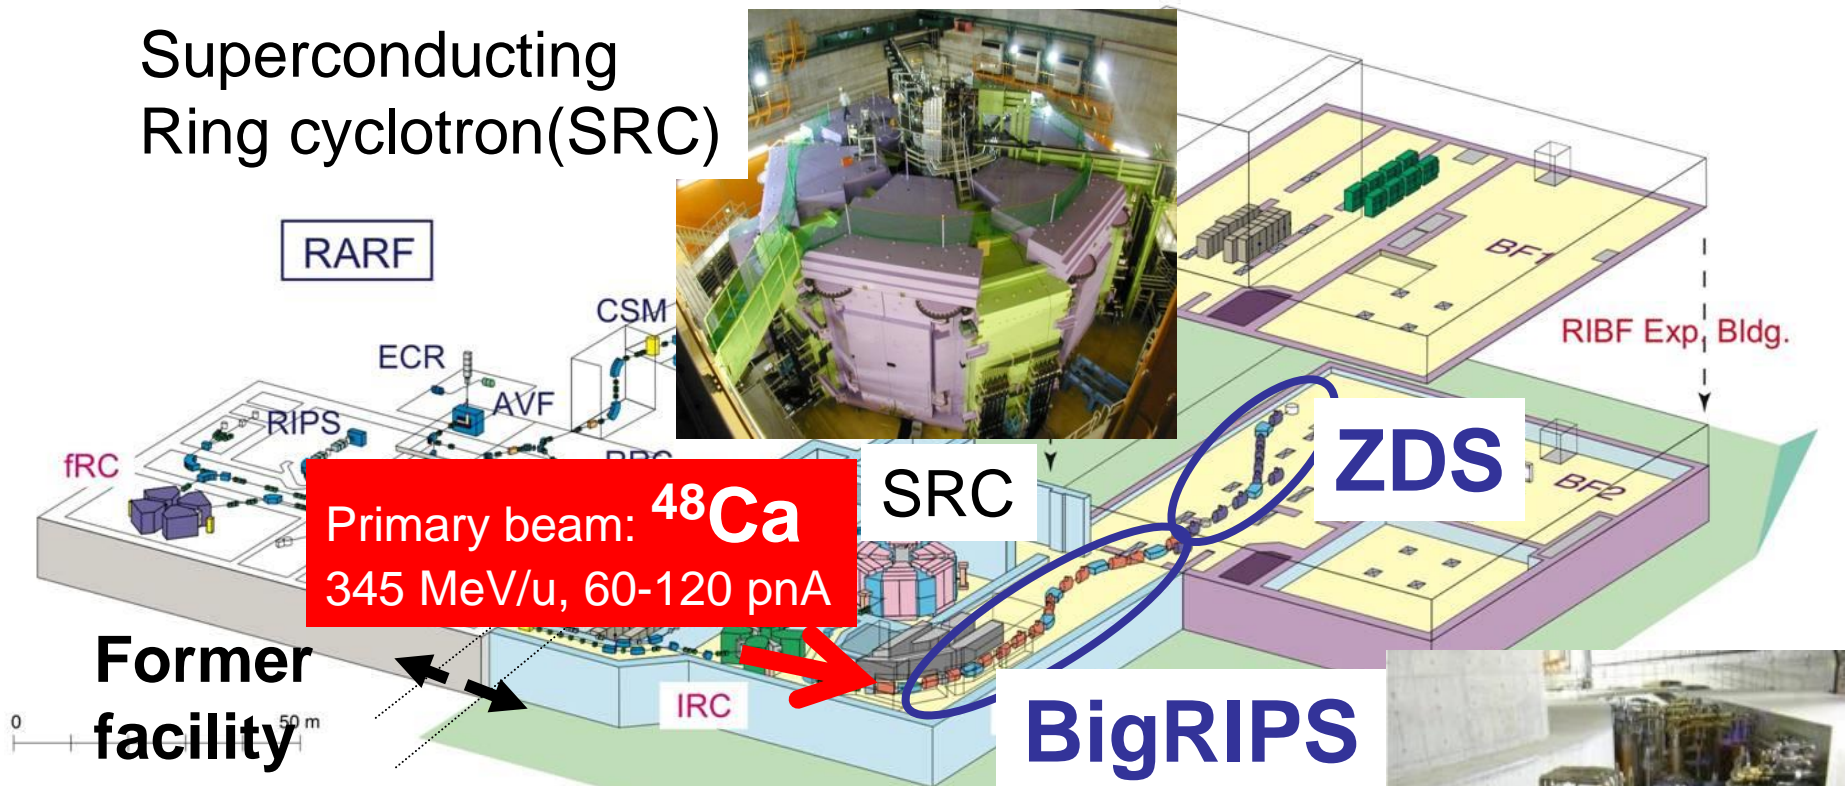 Superconducting
Ring cyclotron(SRC)
RARF
CSM
ECR
AVF
RIPS
fRC
BF1
RIBF Exp. Bldg.
ZDS
SRC
BF2
Primary beam: 48Ca
345 MeV/u, 60-120 pnA
Former
facility
0
50 m
IRC
BigRIPS